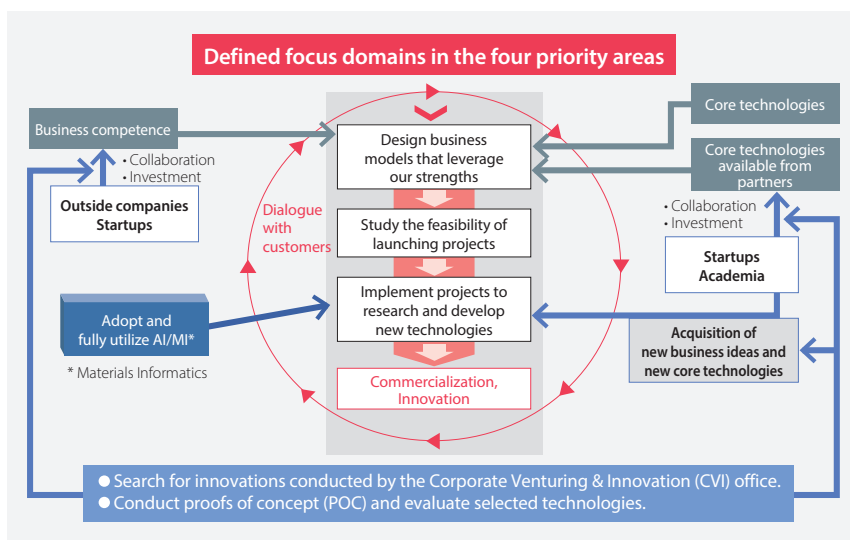 Defined focus domains in the four priority areas
Business competence
• Collaboration
• Investment
Outside companies
Startups
Dialogue
with
customers
Design business
models that leverage
our strengths
Study the feasibility of
launching projects
Implement projects to
research and develop
new technologies
Commercialization,
Innovation
Core technologies
Core technologies
available from
partners
• Collaboration
• Investment
Startups
Academia
Acquisition of
new business ideas and
new core technologies
Adopt and
fully utilize AI/MI*
* Materials Informatics
● Search for innovations conducted by the Corporate Venturing & Innovation (CVI) office.
● Conduct proofs of concept (POC) and evaluate selected technologies.